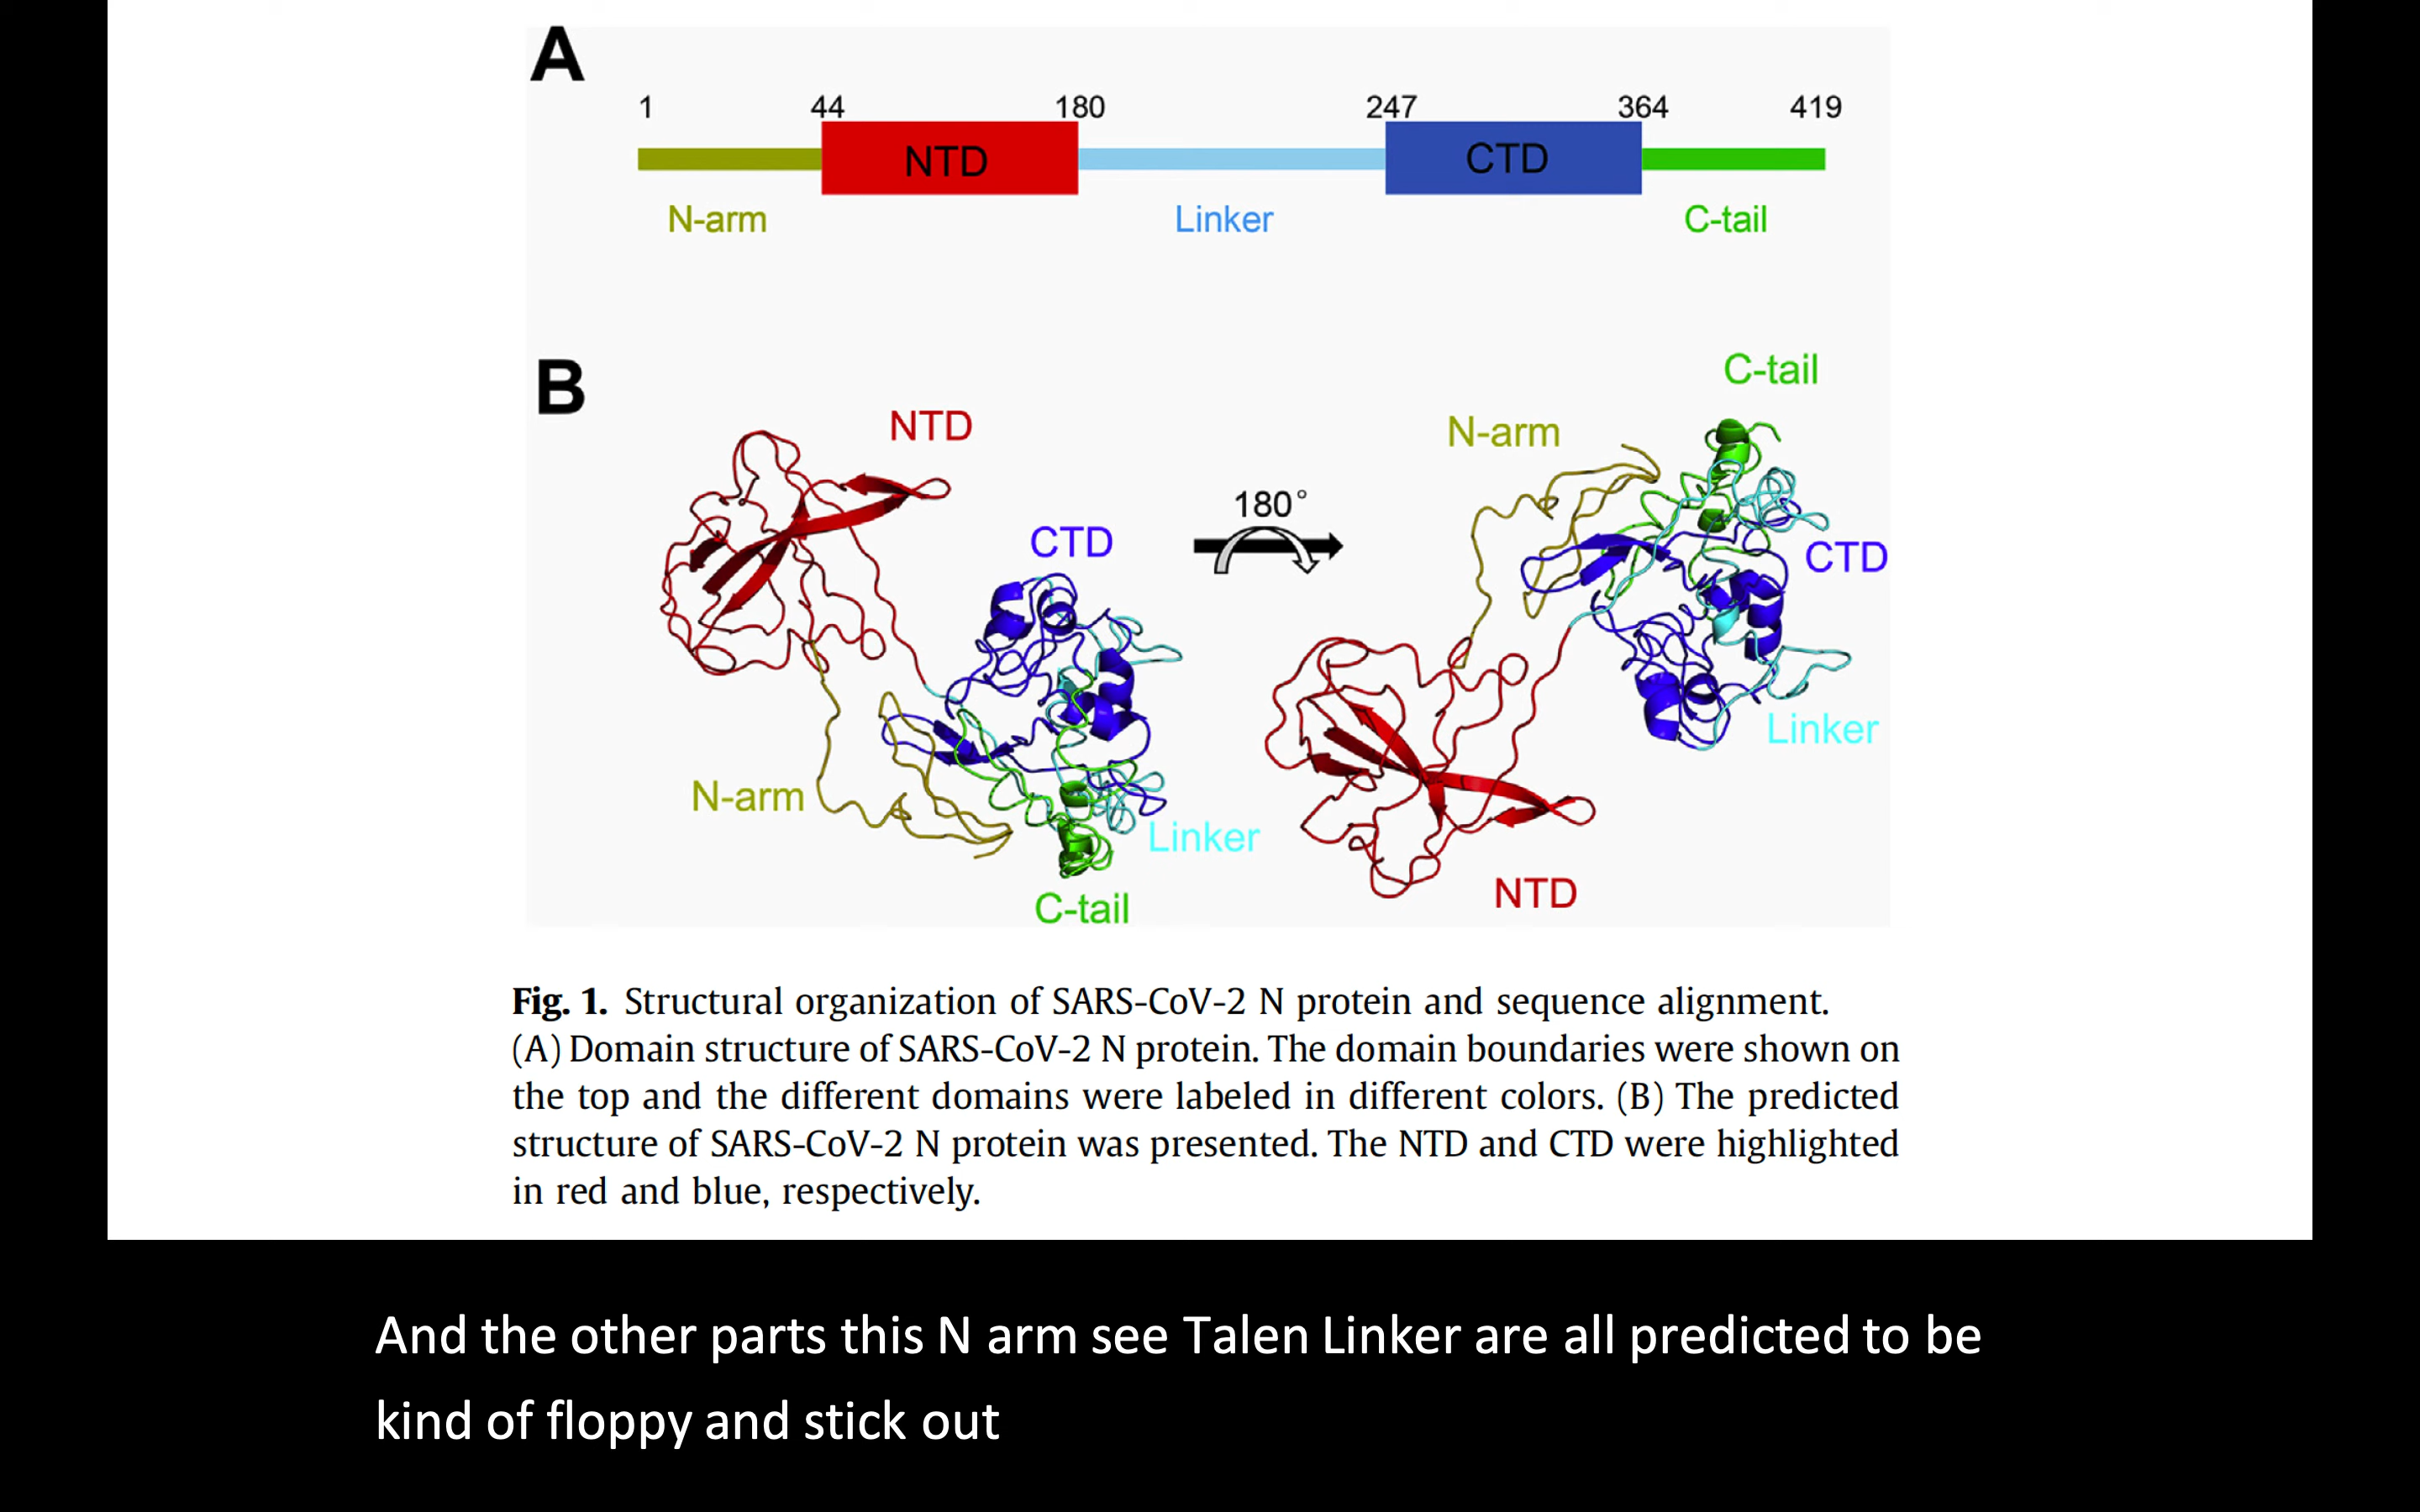 A
1 44 180 247 364 419
NTD CTD
N-arm Linker C-tail
B
C-tail
NTD N-arm
180°
CTD CTD
Linker
N-arm
Linker
NTD
C-tail
Fig. 1. Structural organization of SARS-CoV-2 N protein and sequence alignment.
(A) Domain structure of SARS-CoV-2 N protein. The domain boundaries were shown on
the top and the different domains were labeled in different colors. (B) The predicted
structure of SARS-CoV-2 N protein was presented. The NTD and CTD were highlighted
in red and blue, respectively.
And the other parts this N arm see Talen Linker are all predicted to be
kind of floppy and stick out